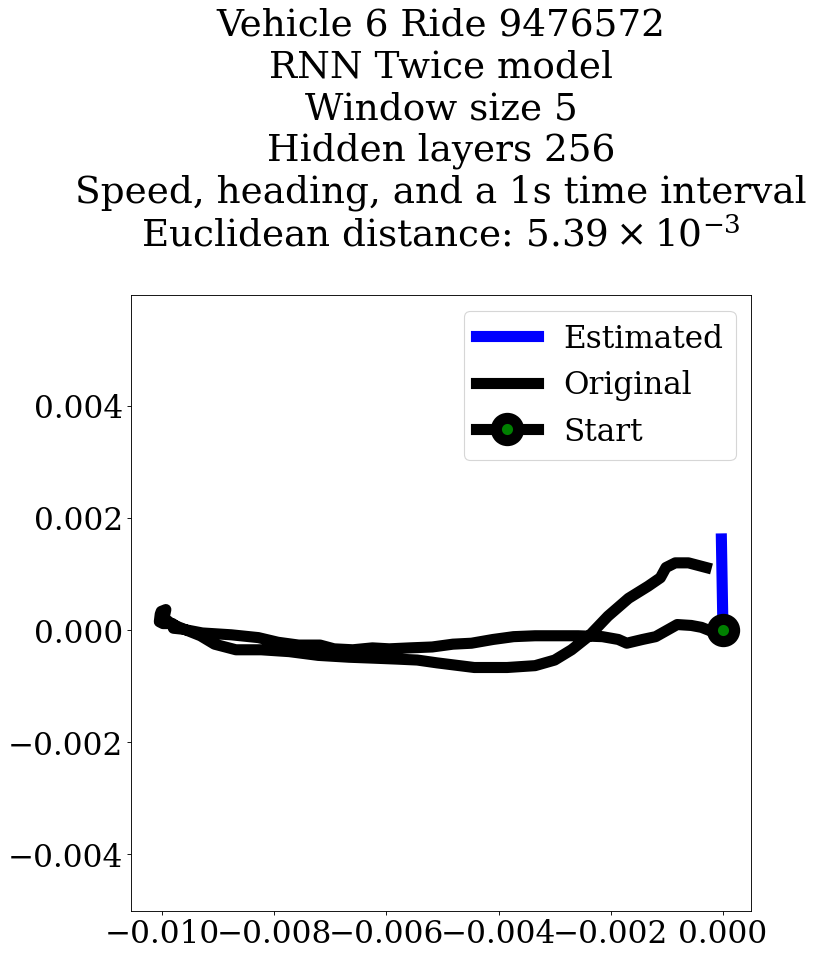 Vehicle 6 Ride 9476572
RNN Twice model
Window size 5
Hidden layers 256
Speed, heading, and a 1s time interval
Euclidean distance: 5.39 × 10⁻³
Estimated
Original
Start
0.004
0.002
0.000
−0.002
−0.004
−0.010 −0.008 −0.006 −0.004 −0.002 0.000